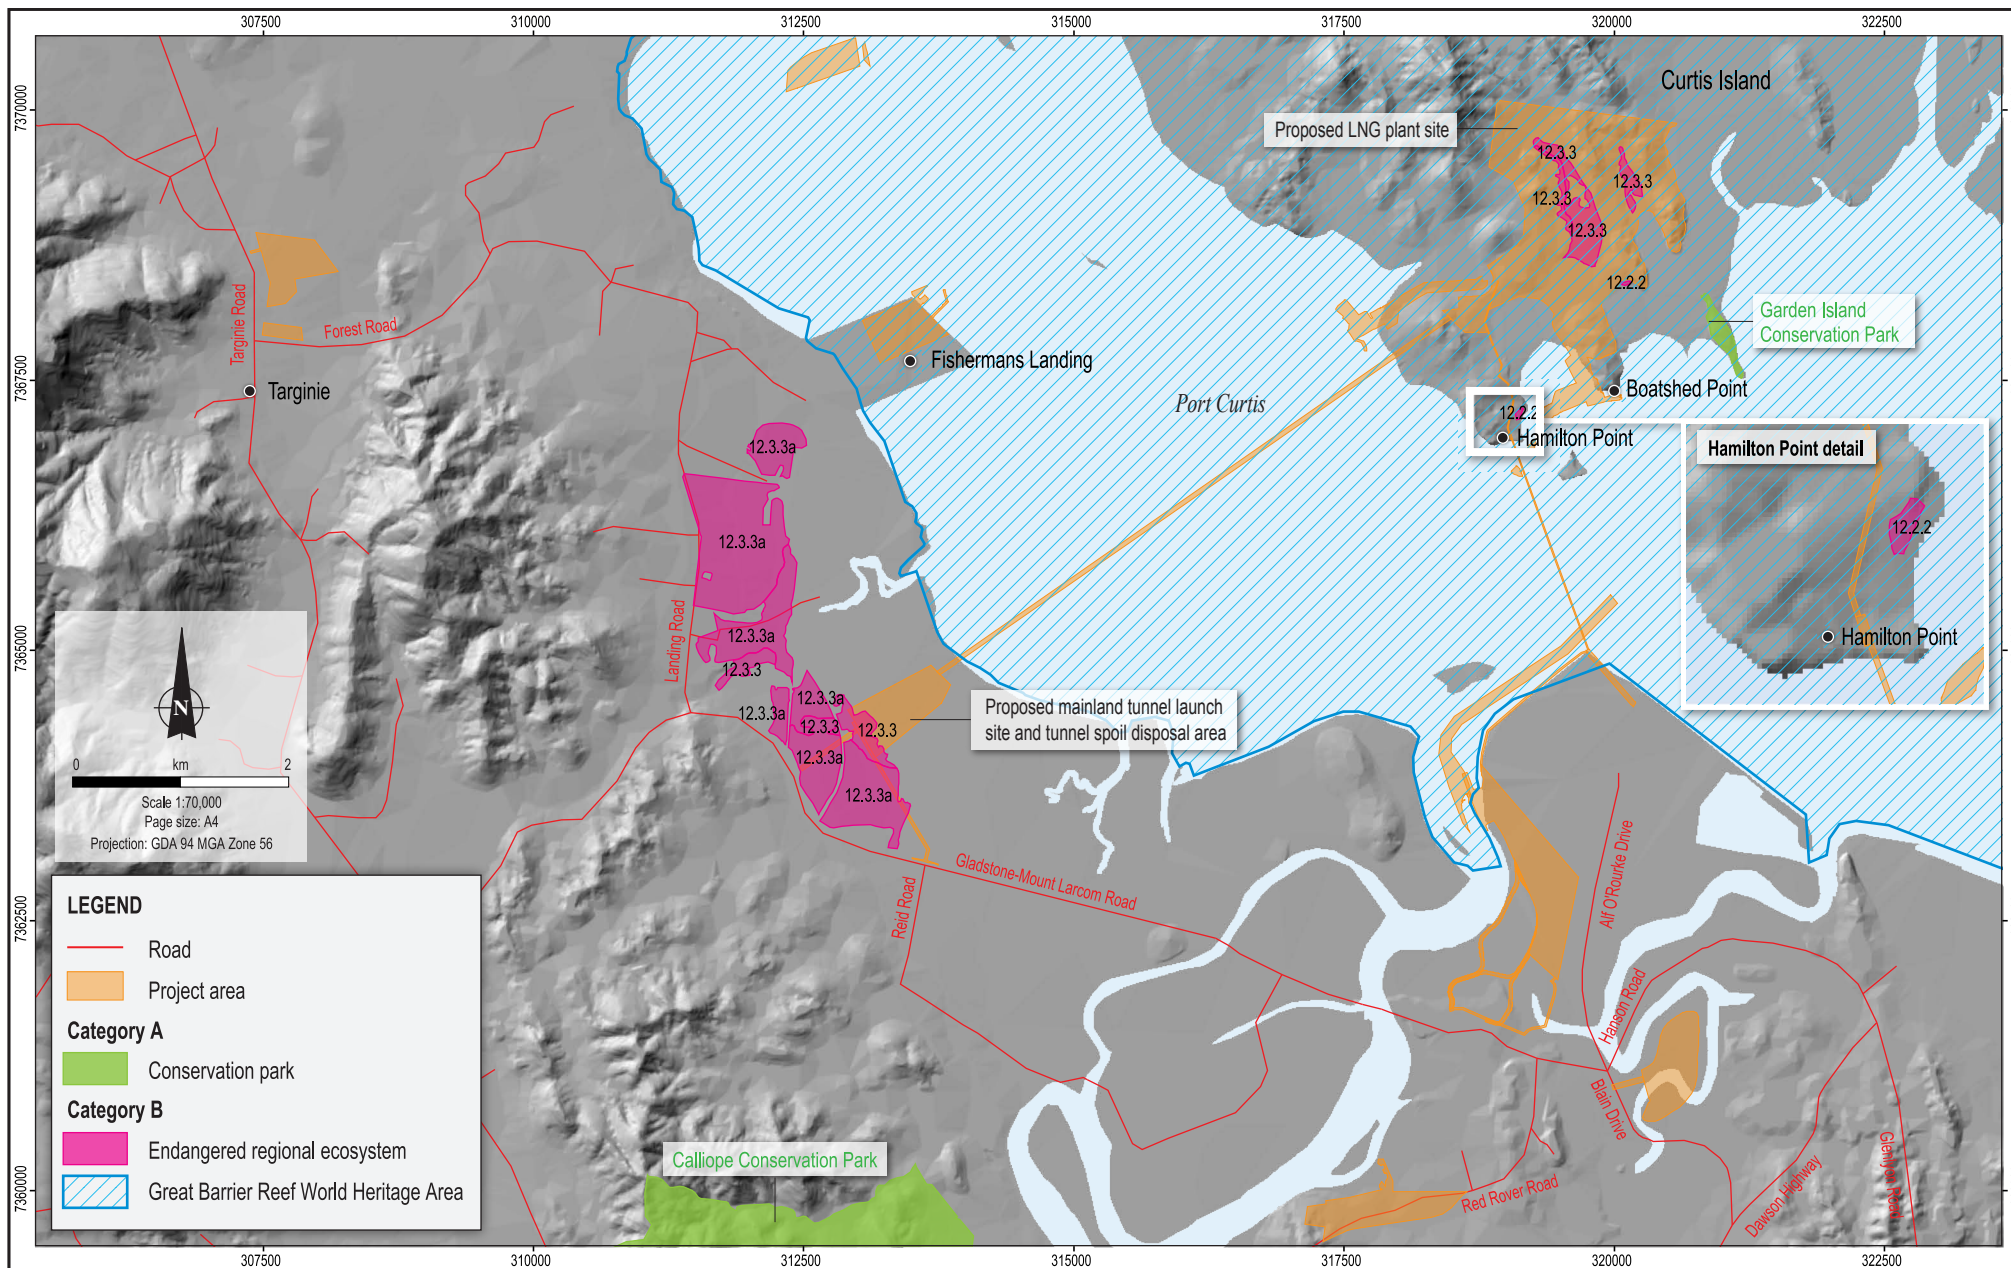 307500
310000
312500
315000
317500
320000
322500
7370000
7367500
7365000
7362500
7360000
Curtis Island
Proposed LNG plant site
12.3.3
12.3.3
12.3.3
12.3.3
12.2.2
Garden Island
Conservation Park
Targinie Road
Forest Road
Targinie
Fishermans Landing
Port Curtis
Boatshed Point
12.2.2
Hamilton Point
Hamilton Point detail
12.2.2
Hamilton Point
12.3.3a
12.3.3a
12.3.3a
12.3.3
Landing Road
12.3.3a
12.3.3a
12.3.3
12.3.3
12.3.3a
12.3.3a
Proposed mainland tunnel launch
site and tunnel spoil disposal area
N
0 km 2
Scale 1:70,000
Page size: A4
Projection: GDA 94 MGA Zone 56
Gladstone-Mount Larcom Road
Reid Road
Alf O'Rourke Drive
Hanson Road
Blain Drive
Red Rover Road
Dawson Highway
Glenlyon Road
Calliope Conservation Park
LEGEND
Road
Project area
Category A
Conservation park
Category B
Endangered regional ecosystem
Great Barrier Reef World Heritage Area
307500
310000
312500
315000
317500
320000
322500